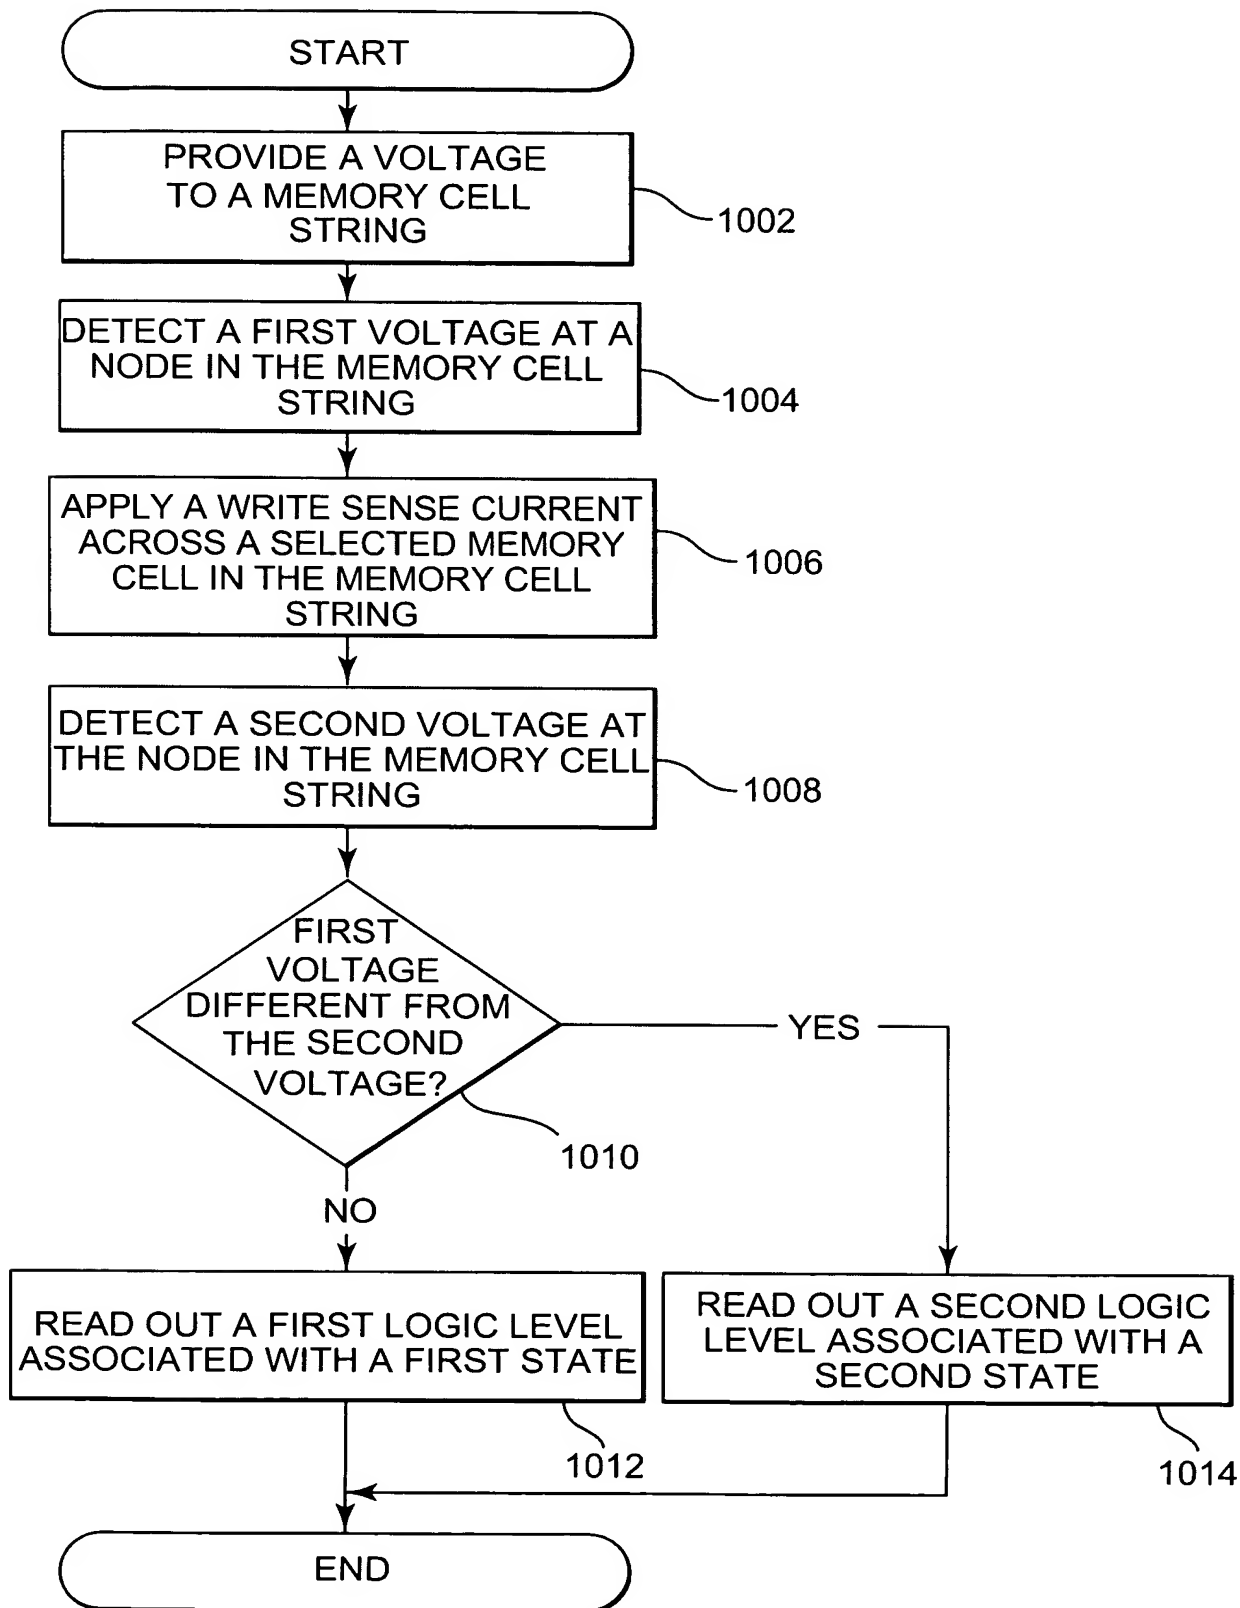 START
PROVIDE A VOLTAGE
TO A MEMORY CELL
STRING
1002
DETECT A FIRST VOLTAGE AT A
NODE IN THE MEMORY CELL
STRING
1004
APPLY A WRITE SENSE CURRENT
ACROSS A SELECTED MEMORY
CELL IN THE MEMORY CELL
STRING
1006
DETECT A SECOND VOLTAGE AT
THE NODE IN THE MEMORY CELL
STRING
1008
FIRST
VOLTAGE
DIFFERENT FROM
THE SECOND
VOLTAGE?
YES
1010
NO
READ OUT A FIRST LOGIC LEVEL
ASSOCIATED WITH A FIRST STATE
1012
READ OUT A SECOND LOGIC
LEVEL ASSOCIATED WITH A
SECOND STATE
1014
END